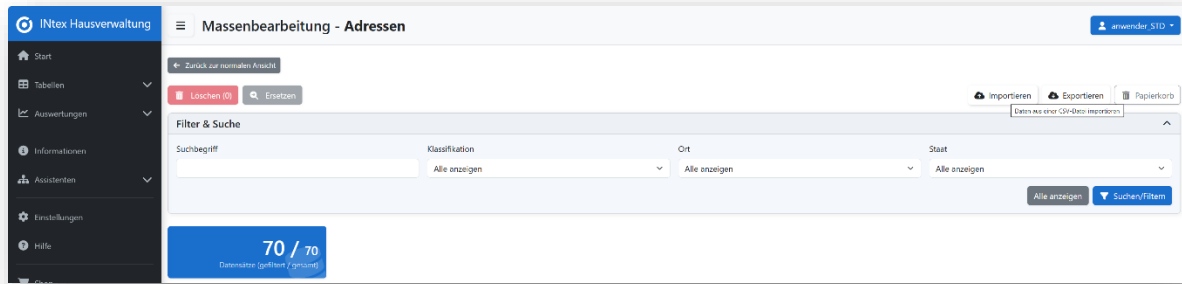 INtex Hausverwaltung
Massenbearbeitung - Adressen
anwender_STD
Start
Zurück zur normalen Ansicht
Tabellen
Löschen (0)
Ersetzen
Importieren
Exportieren
Papierkorb
Auswertungen
Daten aus einer CSV-Datei importieren
Filter & Suche
Informationen
Suchbegriff
Klassifikation
Ort
Staat
Alle anzeigen
Alle anzeigen
Alle anzeigen
Assistenten
Alle anzeigen
Suchen/Filtern
Einstellungen
Hilfe
70 / 70
Datensätze (gefiltert / gesamt)
Shop